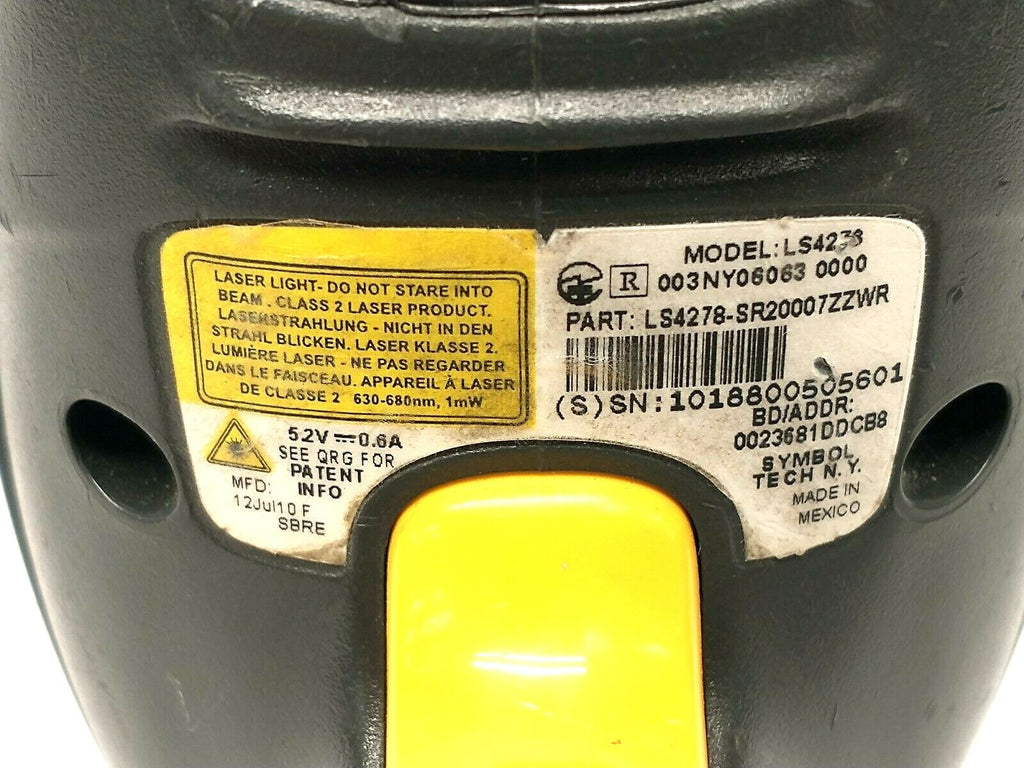 LASER LIGHT- DO NOT STARE INTO
BEAM . CLASS 2 LASER PRODUCT.
LASERSTRAHLUNG - NICHT IN DEN
STRAHL BLICKEN. LASER KLASSE 2.
LUMIÈRE LASER - NE PAS REGARDER
DANS LE FAISCEAU. APPAREIL À LASER
DE CLASSE 2 630-680nm, 1mW
5.2V 0.6A
SEE QRG FOR
PATENT
INFO
MFD:
12Jul10 F
SBRE
MODEL: LS4278
R 003NY06063 0000
PART: LS4278-SR20007ZZWR
(S) SN: 1018800505601
BD/ADDR:
0023681DDCB8
SYMBOL
TECH N.Y.
MADE IN
MEXICO